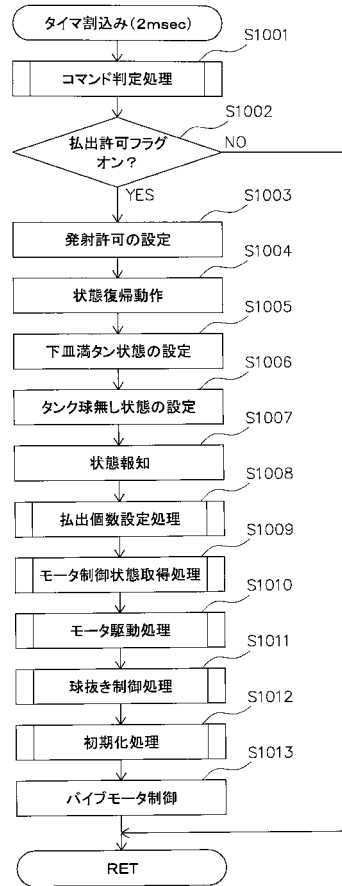 タイマ割込み(2msec)
S1001
コマンド判定処理
S1002
払出許可フラグ
オン?
NO
YES
S1003
発射許可の設定
S1004
状態復帰動作
S1005
下皿満タン状態の設定
S1006
タンク球無し状態の設定
S1007
状態報知
S1008
払出個数設定処理
S1009
モータ制御状態取得処理
S1010
モータ駆動処理
S1011
球抜き制御処理
S1012
初期化処理
S1013
バイブモータ制御
RET